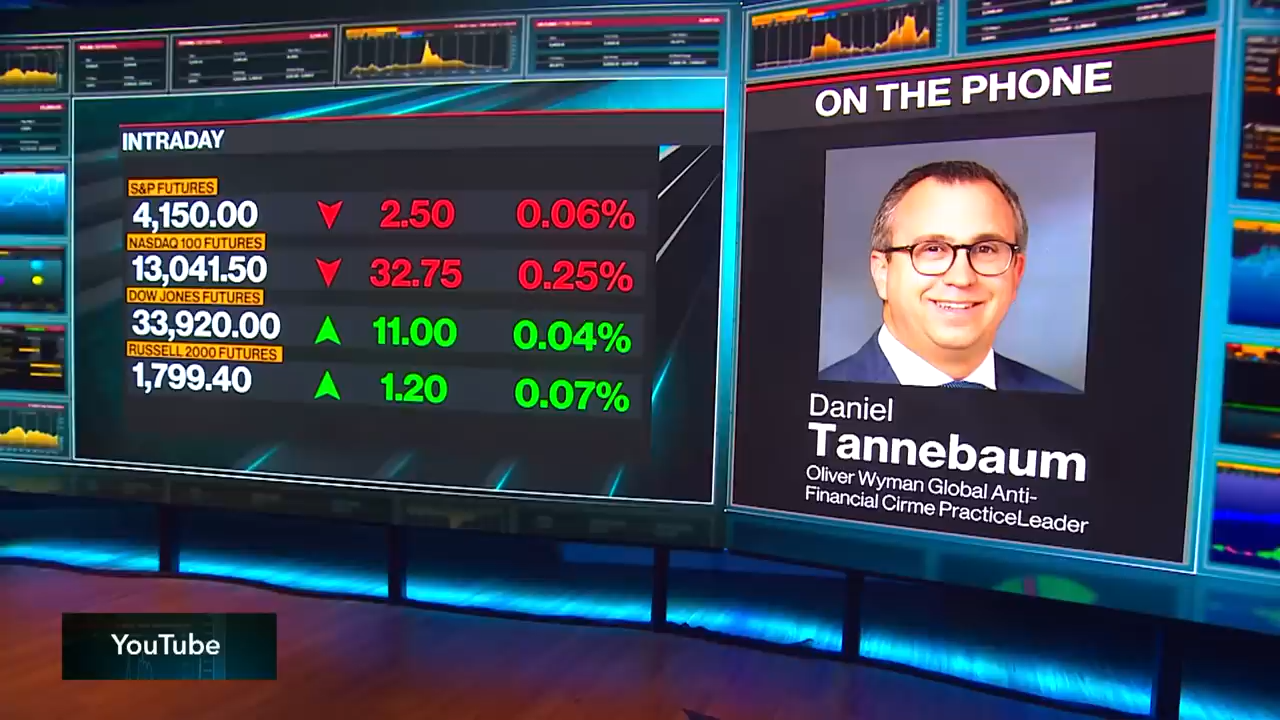 INTRADAY
S&P FUTURES
4,150.00 2.50 0.06%
NASDAQ 100 FUTURES
13,041.50 32.75 0.25%
DOW JONES FUTURES
33,920.00 11.00 0.04%
RUSSELL 2000 FUTURES
1,799.40 1.20 0.07%
ON THE PHONE
Daniel
Tannebaum
Oliver Wyman Global Anti-
Financial Cirme PracticeLeader
YouTube